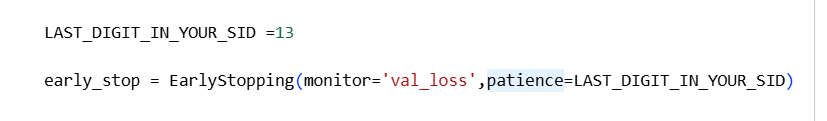 LAST_DIGIT_IN_YOUR_SID =13
early_stop = EarlyStopping(monitor='val_loss',patience=LAST_DIGIT_IN_YOUR_SID)